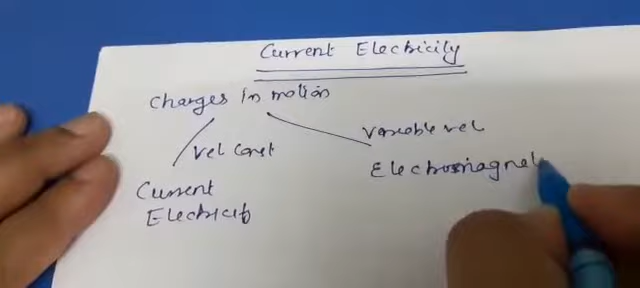 Current Electricity
Charges in motion
Vel Const
Variable vel
Current
Electricity
Electromagnet